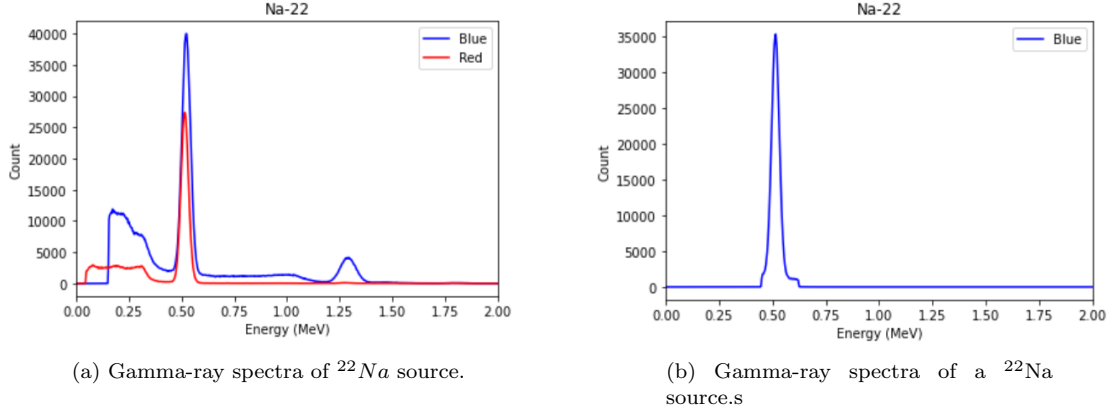 Na-22
40000
35000
30000
25000
20000
15000
10000
5000
0
Count
Blue
Red
0.00 0.25 0.50 0.75 1.00 1.25 1.50 1.75 2.00
Energy (MeV)
(a) Gamma-ray spectra of ²²Na source.
Na-22
35000
30000
25000
20000
15000
10000
5000
0
Count
Blue
0.00 0.25 0.50 0.75 1.00 1.25 1.50 1.75 2.00
Energy (MeV)
(b) Gamma-ray spectra of a ²²Na
source.s